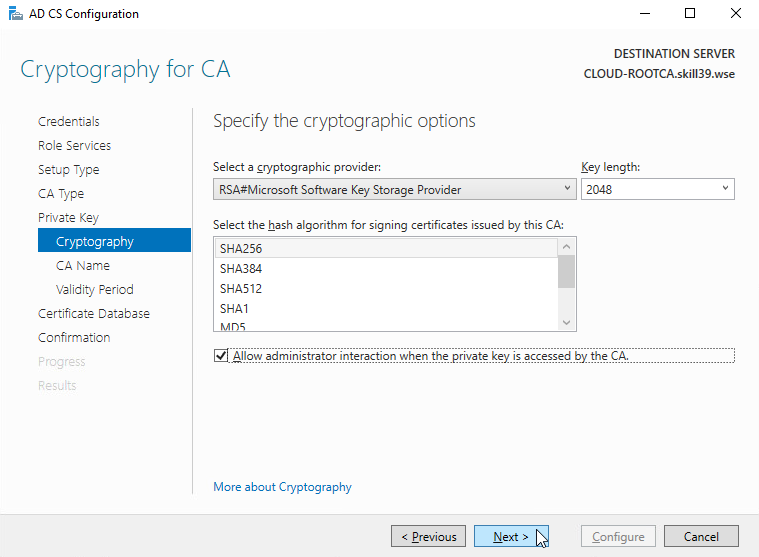 AD CS Configuration
Cryptography for CA
DESTINATION SERVER
CLOUD-ROOTCA.skill39.wse
Credentials
Role Services
Setup Type
CA Type
Private Key
Cryptography
CA Name
Validity Period
Certificate Database
Confirmation
Progress
Results
Specify the cryptographic options
Select a cryptographic provider:
Key length:
RSA#Microsoft Software Key Storage Provider
2048
Select the hash algorithm for signing certificates issued by this CA:
SHA256
SHA384
SHA512
SHA1
MD5
Allow administrator interaction when the private key is accessed by the CA.
More about Cryptography
< Previous
Next >
Configure
Cancel